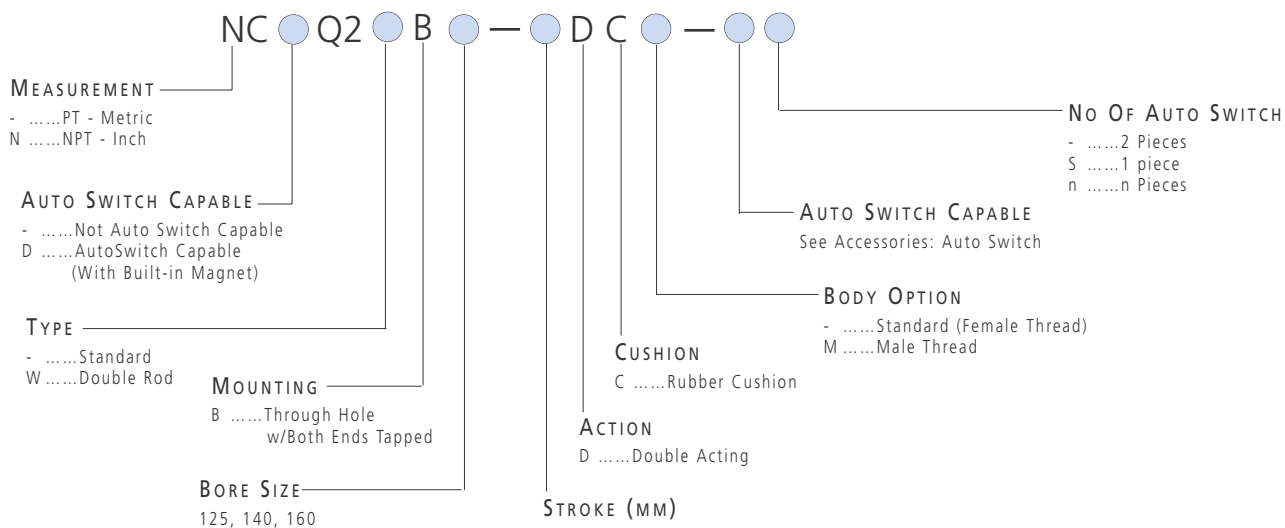 NC Q2 B — D C —
MEASUREMENT
- ......PT - Metric
N ......NPT - Inch
AUTO SWITCH CAPABLE
- ......Not Auto Switch Capable
D ......AutoSwitch Capable
(With Built-in Magnet)
TYPE
- ......Standard
W ......Double Rod
MOUNTING
B ......Through Hole
w/Both Ends Tapped
BORE SIZE
125, 140, 160
STROKE (MM)
ACTION
D ......Double Acting
CUSHION
C ......Rubber Cushion
BODY OPTION
- ......Standard (Female Thread)
M ......Male Thread
AUTO SWITCH CAPABLE
See Accessories: Auto Switch
NO OF AUTO SWITCH
- ......2 Pieces
S ......1 piece
n ......n Pieces